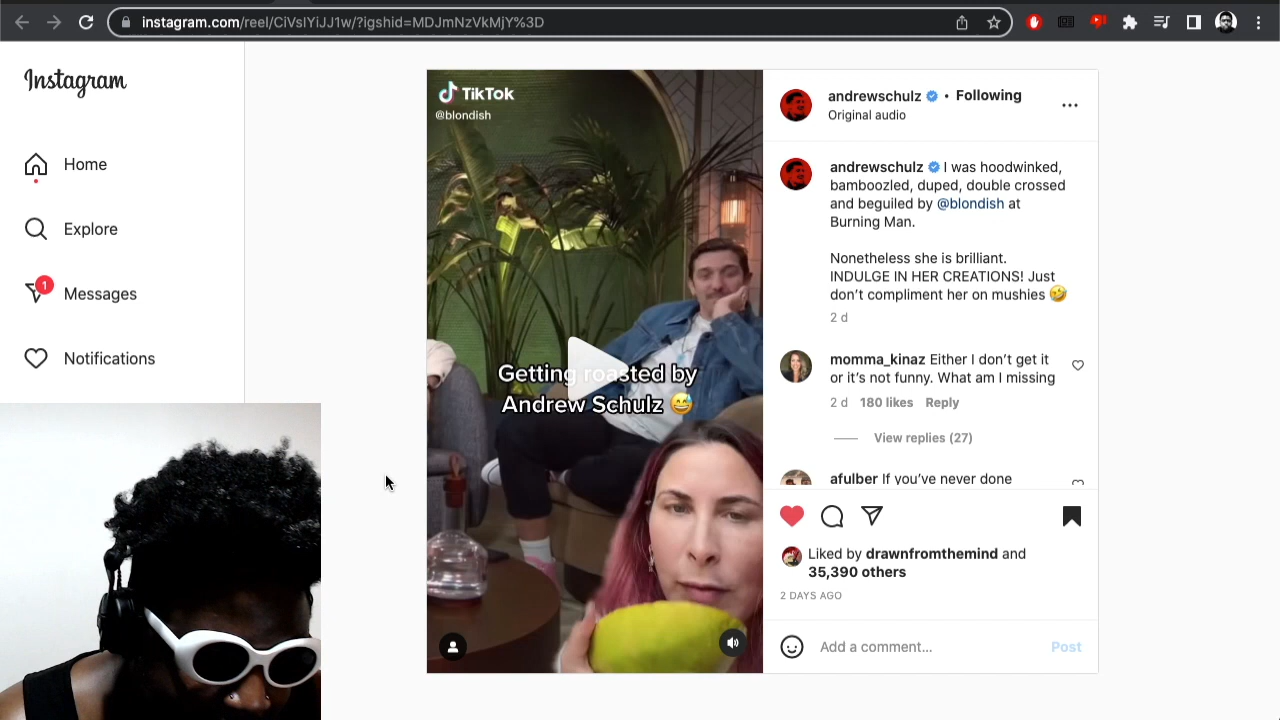 instagram.com/reel/CiVslYiJJ1w/?igshid=MDJmNzVkMjY%3D
Instagram
Home
Explore
1
Messages
Notifications
TikTok
@blondish
Getting roasted by
Andrew Schulz 😅
andrewschulz • Following
Original audio
andrewschulz I was hoodwinked,
bamboozled, duped, double crossed
and beguiled by @blondish at
Burning Man.
Nonetheless she is brilliant.
INDULGE IN HER CREATIONS! Just
don’t compliment her on mushies 🤣
2 d
momma_kinaz Either I don’t get it
or it’s not funny. What am I missing
2 d 180 likes Reply
View replies (27)
afulber If you’ve never done
Liked by drawnfromthemind and
35,390 others
2 DAYS AGO
Add a comment...
Post